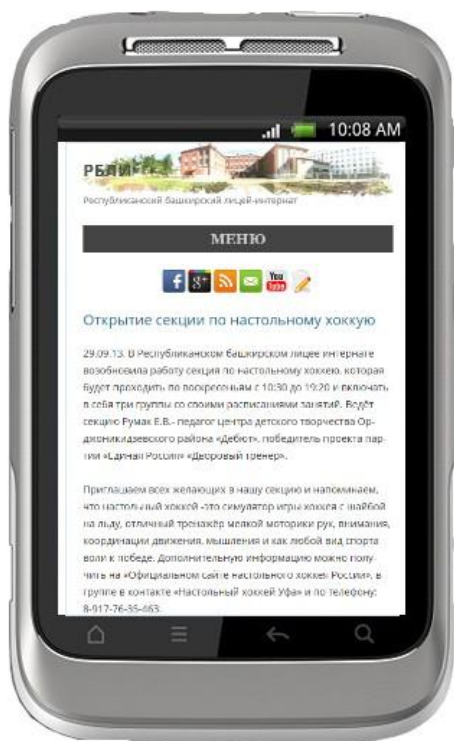 10:08 AM
РБЛИ
Республиканский башкирский лицей-интернат
МЕНЮ
f g+ You Tube
Открытие секции по настольному хоккую
29.09.13. В Республиканском башкирском лицее интернате
возобновила работу секция по настольному хоккею, которая
будет проходить по воскресеньям с 10:30 до 19:20 и включать
в себя три группы со своими расписаниями занятий. Ведёт
секцию Румак Е.В.- педагог центра детского творчества Ор-
джоникидзевского района «Дебют», победитель проекта пар-
тии «Единая Россия» «Дворовый тренер».
Приглашаем всех желающих в нашу секцию и напоминаем,
что настольный хоккей -это симулятор игры хоккея с шайбой
на льду, отличный тренажёр мелкой моторики рук, внимания,
координации движения, мышления и как любой вид спорта
воли к победе. Дополнительную информацию можно полу-
чить на «Официальном сайте настольного хоккея России», в
группе в контакте «Настольный хоккей Уфа» и по телефону:
8-917-76-35-463.